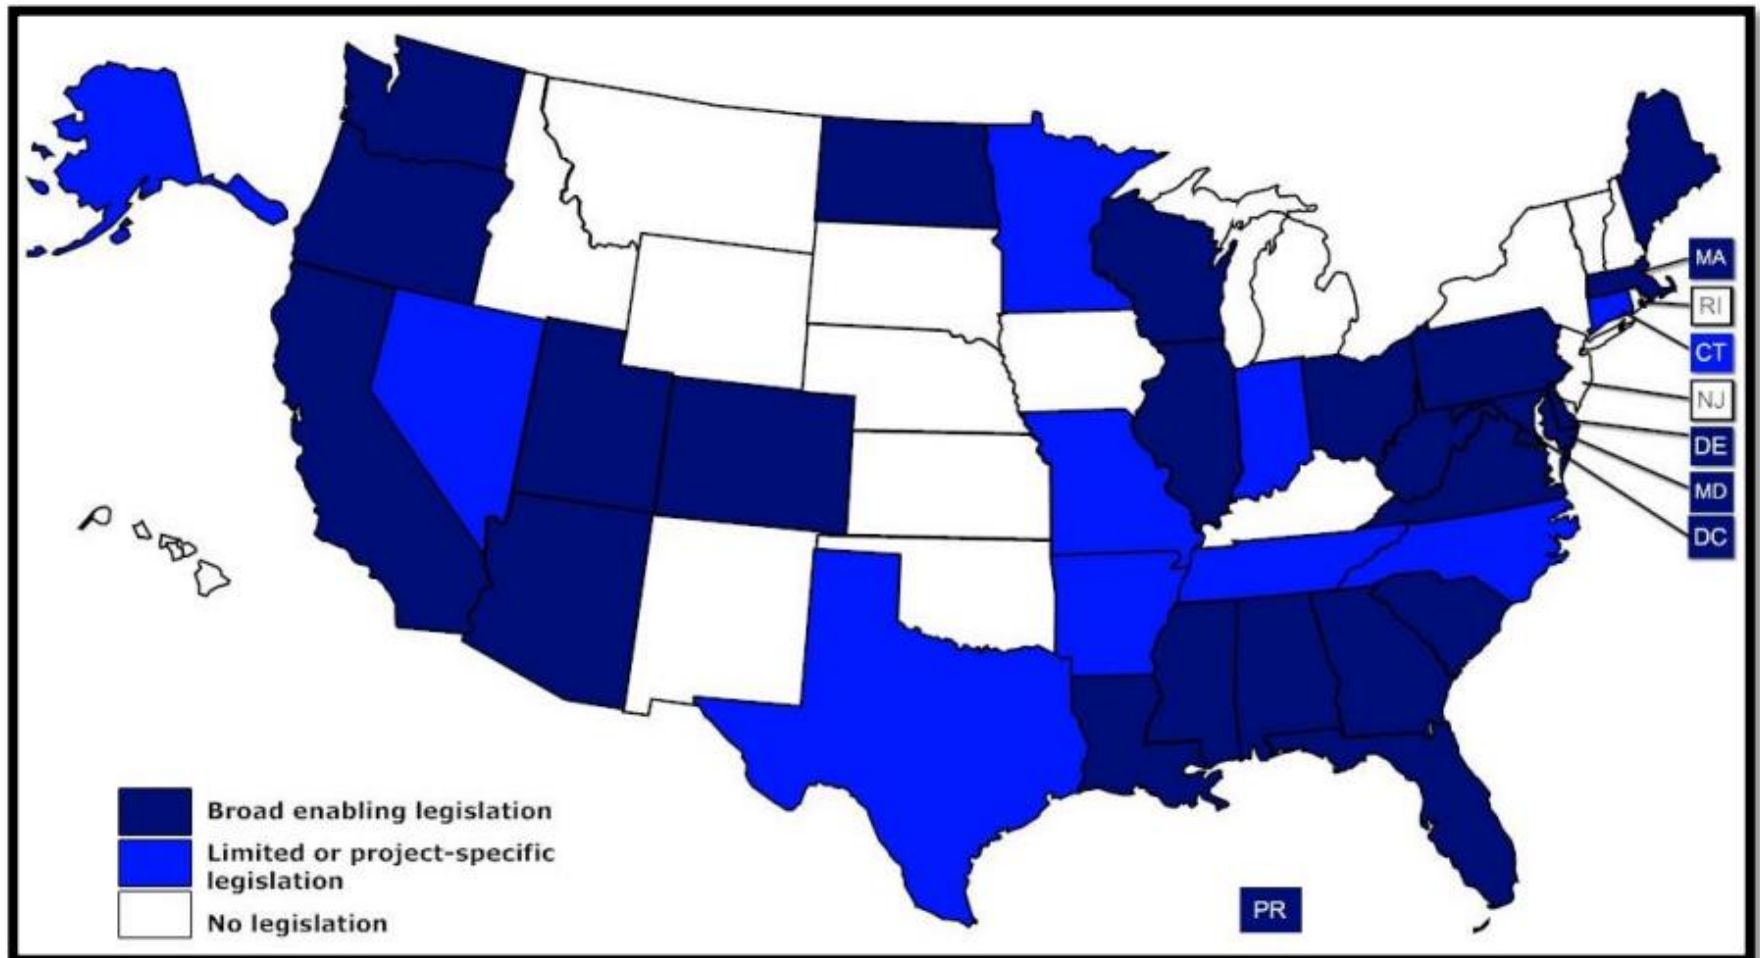 MA
RI
CT
NJ
DE
MD
DC
Broad enabling legislation
Limited or project-specific
legislation
No legislation
PR